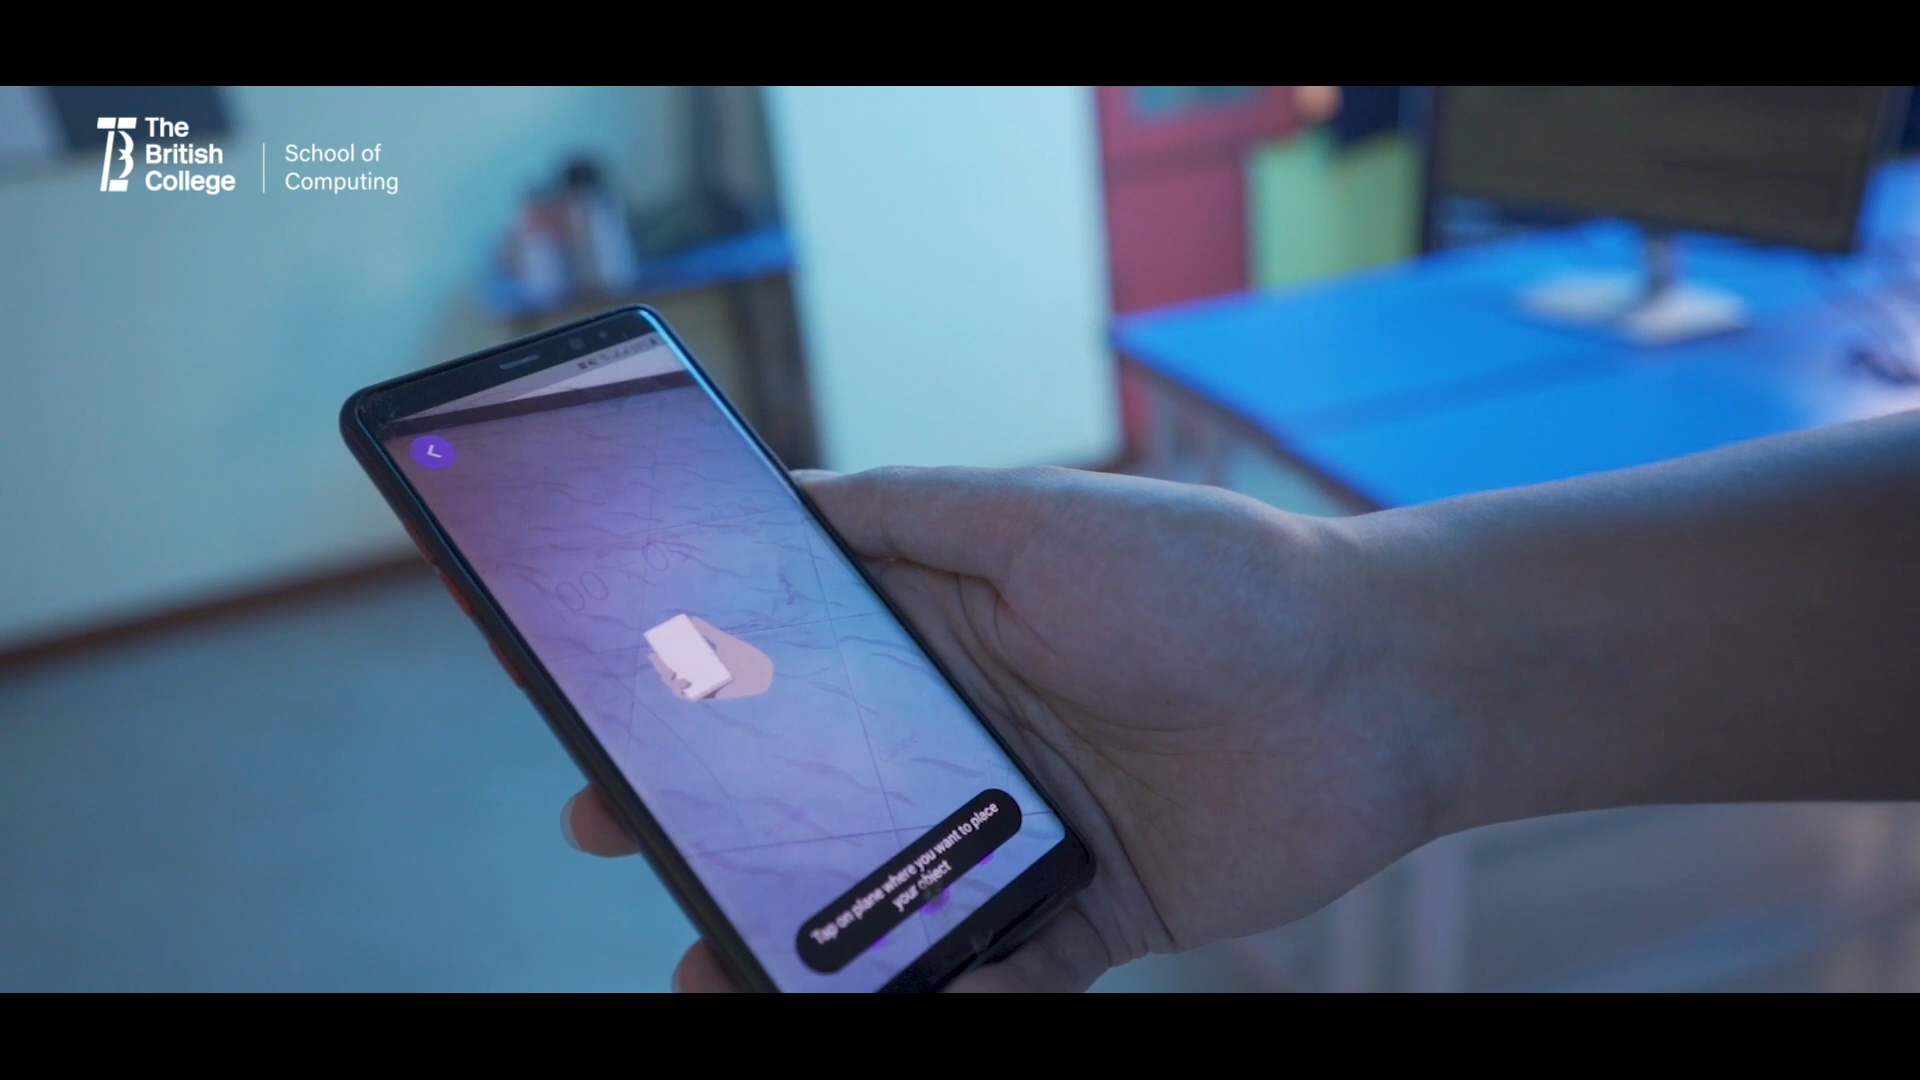 The
British
College
School of
Computing
Tap on plane where you want to place
your object